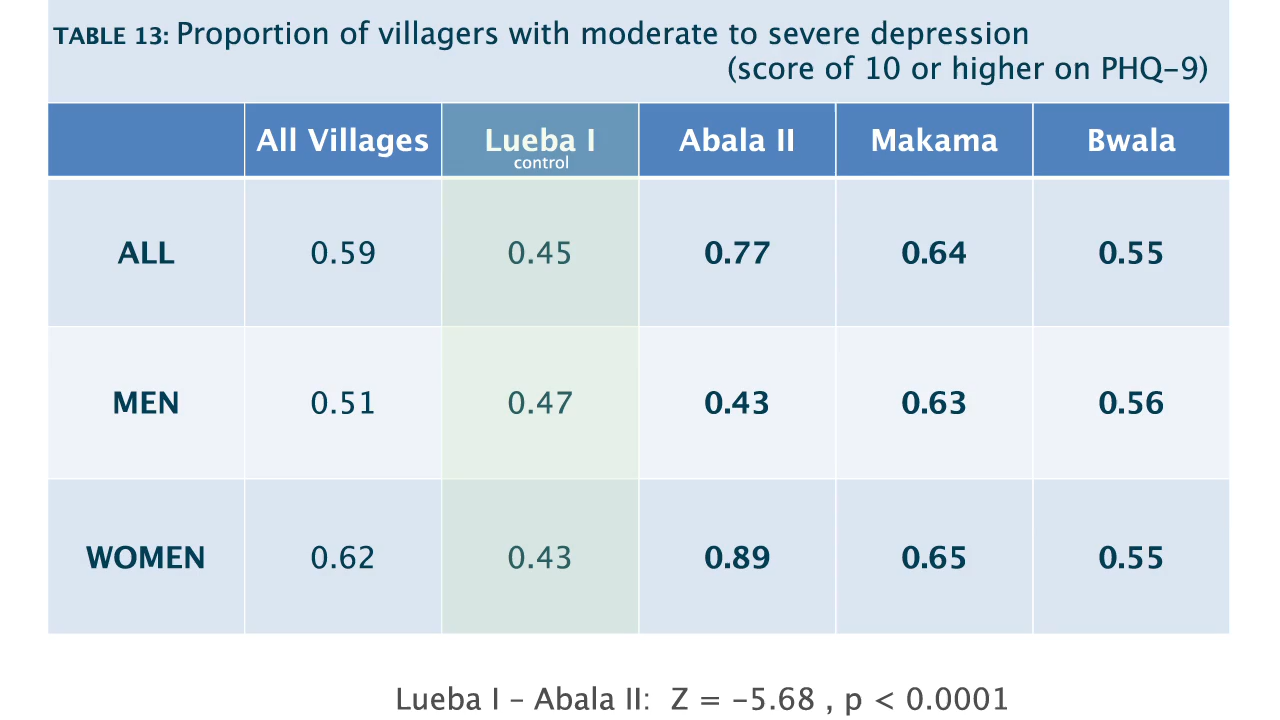 TABLE 13: Proportion of villagers with moderate to severe depression
(score of 10 or higher on PHQ-9)
All Villages Lueba I Abala II Makama Bwala
control
ALL 0.59 0.45 0.77 0.64 0.55
MEN 0.51 0.47 0.43 0.63 0.56
WOMEN 0.62 0.43 0.89 0.65 0.55
Lueba I – Abala II: Z = -5.68 , p < 0.0001